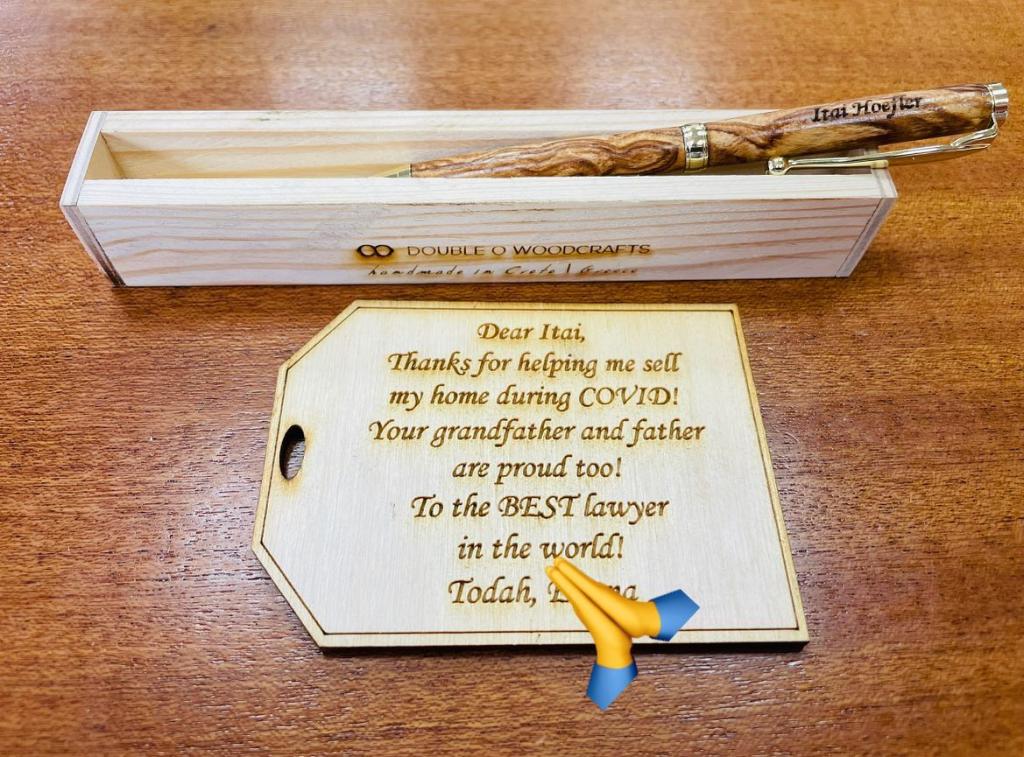 Itai Hoefler
DOUBLE O WOODCRAFTS
handmade in Crete | Greece
Dear Itai,
Thanks for helping me sell
my home during COVID!
Your grandfather and father
are proud too!
To the BEST lawyer
in the world!
Todah,